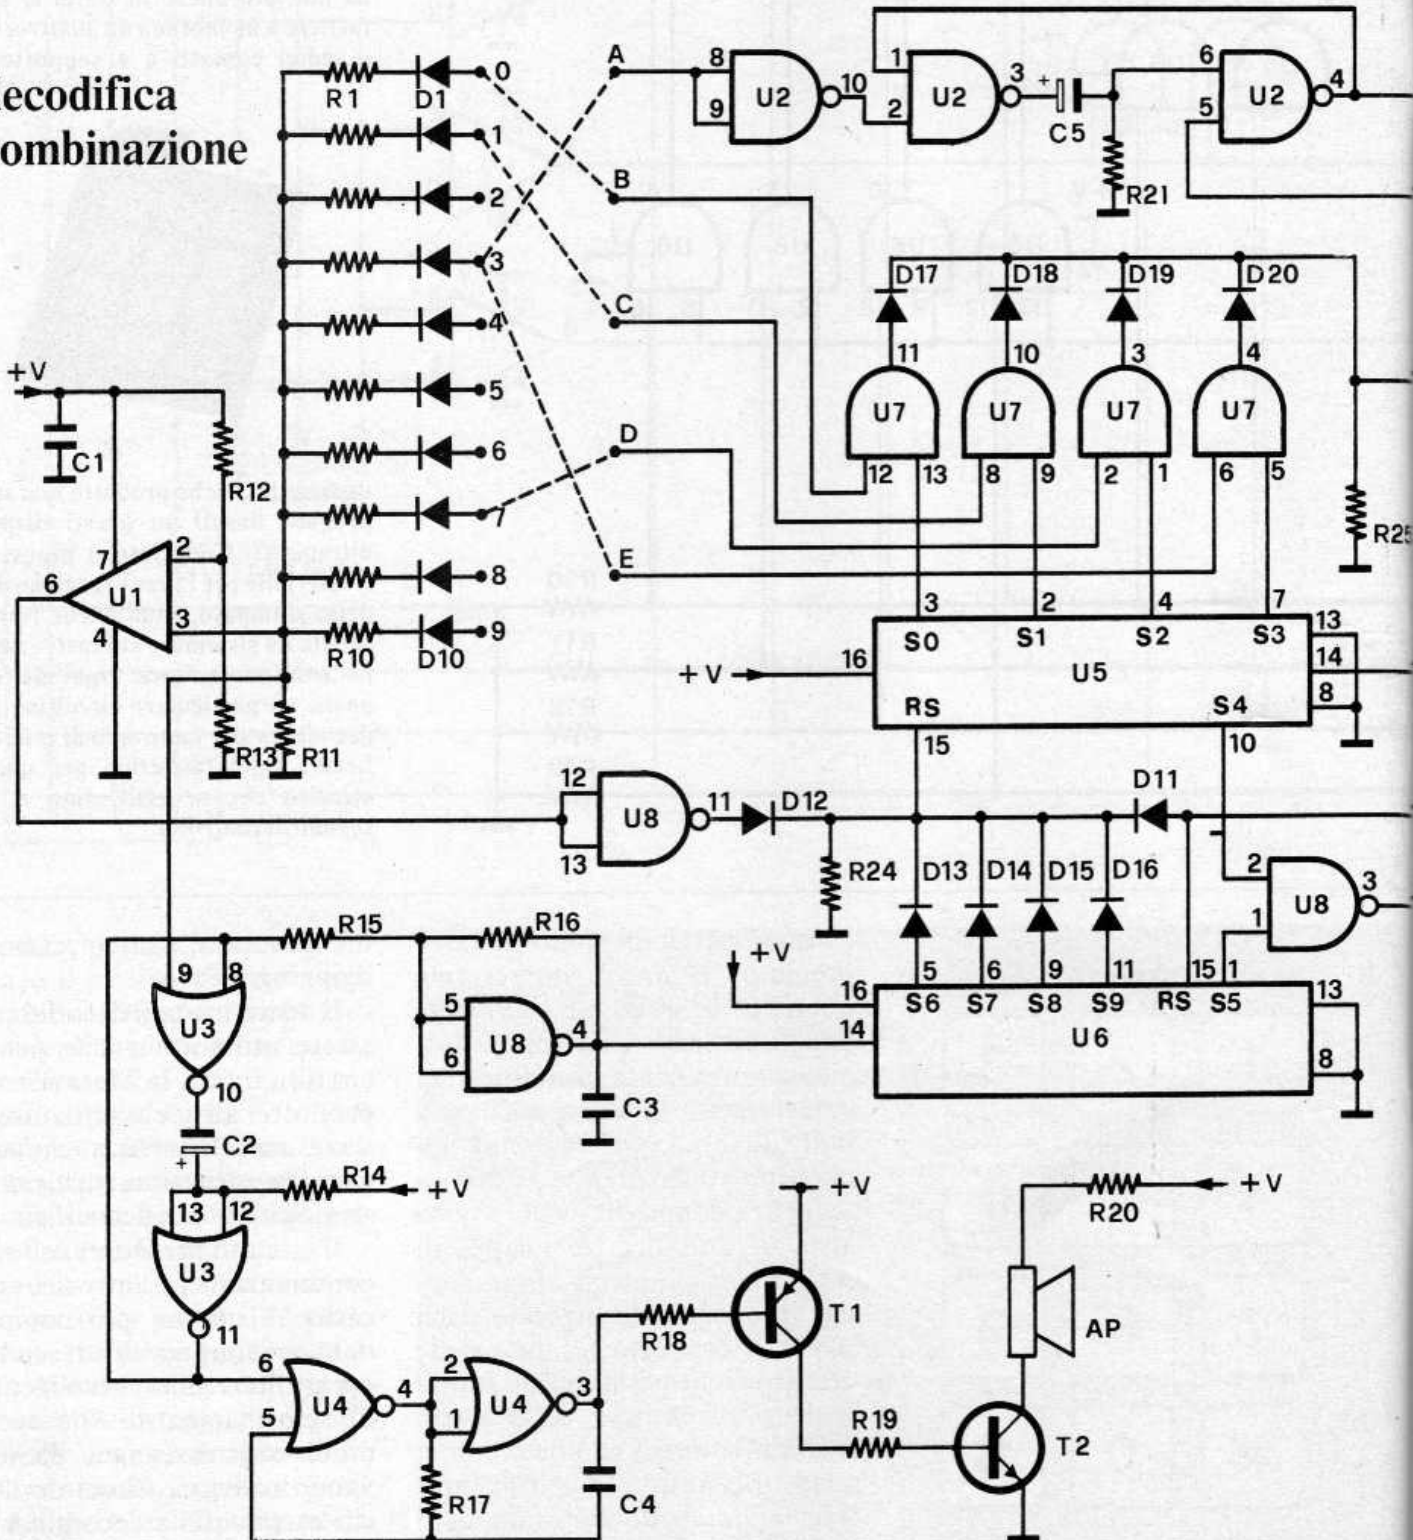 ecodifica
ombinazione
R1
D1
0
1
2
3
4
5
6
7
8
9
R10
D10
A
B
C
D
E
8
9
U2
10
1
2
U2
3
+
C5
6
5
U2
4
R21
D17
D18
D19
D20
11
10
3
4
U7
U7
U7
U7
12
13
8
9
2
1
6
5
R25
+V
C1
R12
7
2
6
U1
3
4
R13
R11
3
2
4
7
S0
S1
S2
S3
13
+V
16
U5
14
RS
S4
8
15
10
12
U8
11
D12
13
D11
R24
D13
D14
D15
D16
2
U8
3
1
R15
R16
+V
9
8
5
6
9
11
15
1
16
S6
S7
S8
S9
RS
S5
13
U3
5
U8
4
14
U6
6
8
10
C3
C2
+
R14
+V
13
12
U3
11
+V
R20
+V
R18
T1
AP
6
U4
4
2
U4
3
5
1
R19
T2
R17
C4